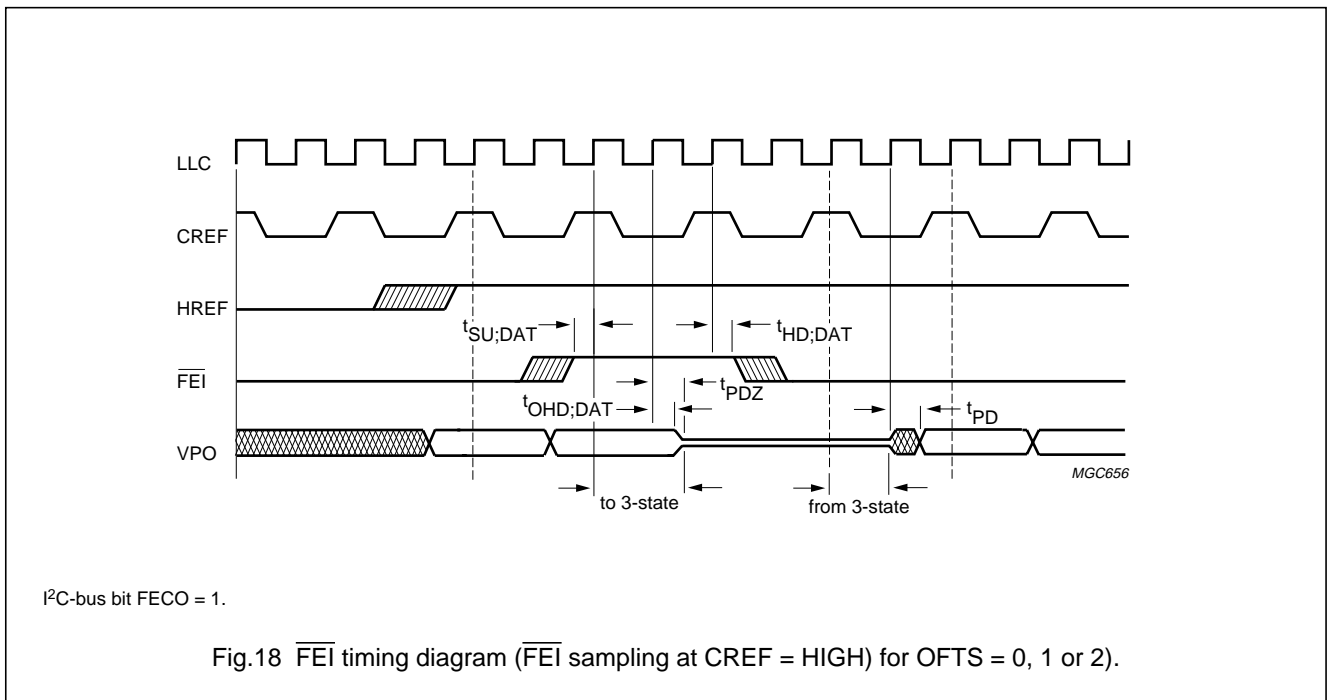 LLC
CREF
HREF
tSU;DAT
tHD;DAT
FEI
tPDZ
tOHD;DAT
tPD
VPO
MGC656
to 3-state
from 3-state
I2C-bus bit FECO = 1.
Fig.18 FEI timing diagram (FEI sampling at CREF = HIGH) for OFTS = 0, 1 or 2).